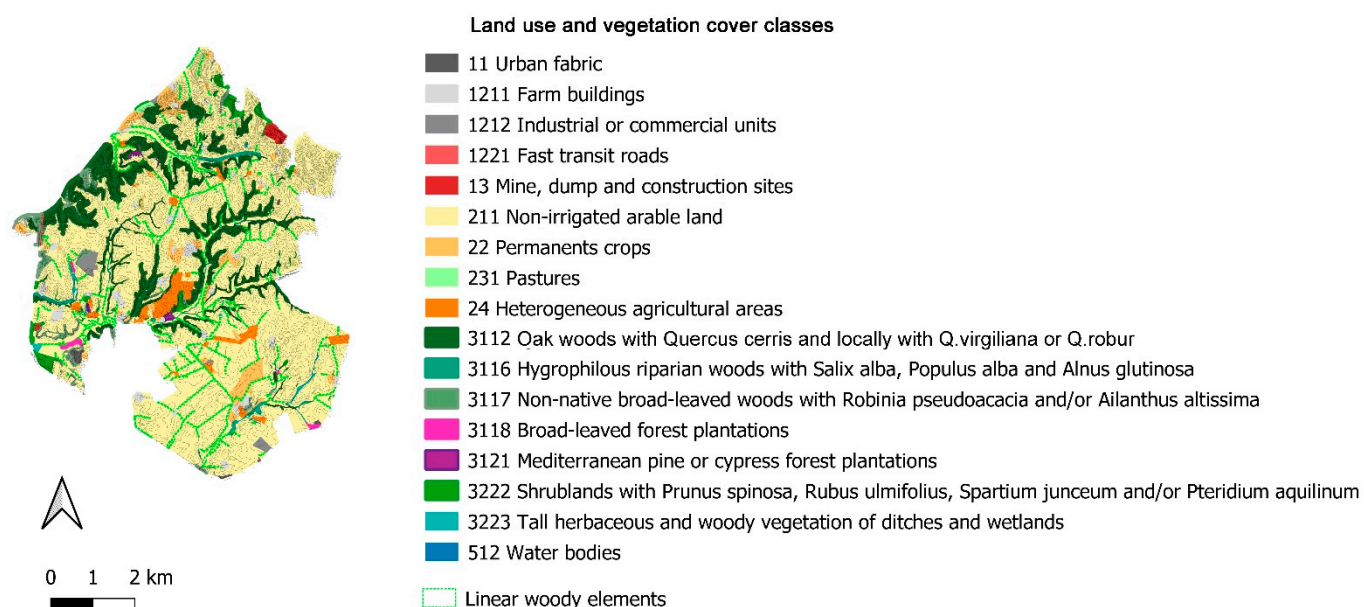 Land use and vegetation cover classes
11 Urban fabric
1211 Farm buildings
1212 Industrial or commercial units
1221 Fast transit roads
13 Mine, dump and construction sites
211 Non-irrigated arable land
22 Permanents crops
231 Pastures
24 Heterogeneous agricultural areas
3112 Oak woods with Quercus cerris and locally with Q.virgiliana or Q.robur
3116 Hygrophilous riparian woods with Salix alba, Populus alba and Alnus glutinosa
3117 Non-native broad-leaved woods with Robinia pseudoacacia and/or Ailanthus altissima
3118 Broad-leaved forest plantations
3121 Mediterranean pine or cypress forest plantations
3222 Shrublands with Prunus spinosa, Rubus ulmifolius, Spartium junceum and/or Pteridium aquilinum
3223 Tall herbaceous and woody vegetation of ditches and wetlands
512 Water bodies
Linear woody elements
0 1 2 km